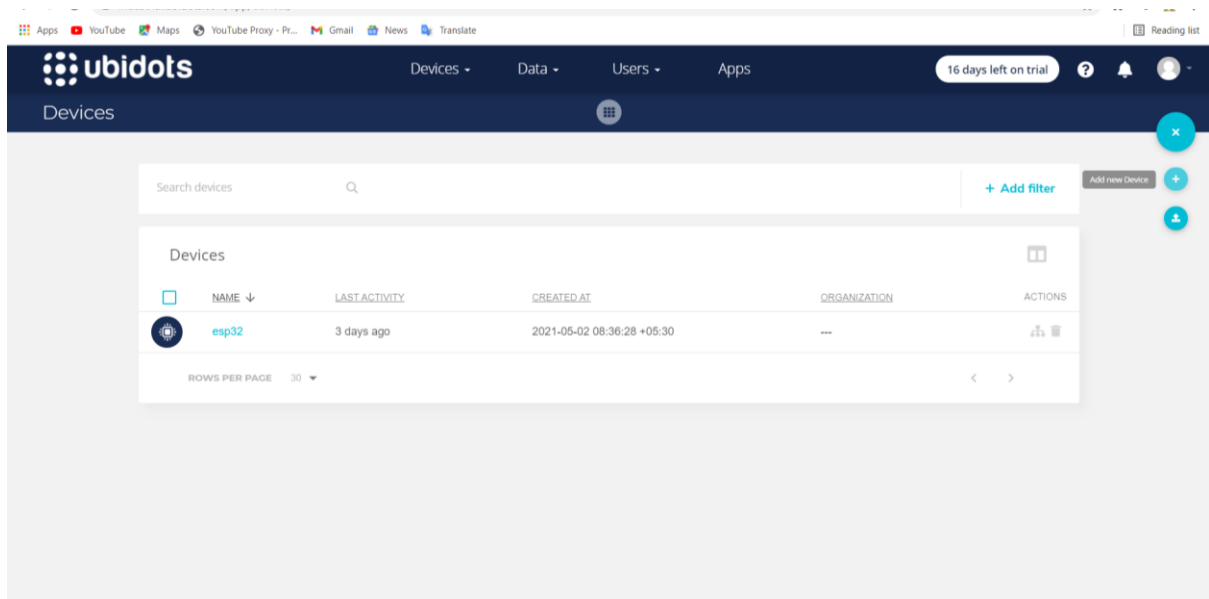 Apps YouTube Maps YouTube Proxy - Pr... Gmail News Translate Reading list
ubidots Devices Data Users Apps 16 days left on trial ?
Devices
Search devices + Add filter Add new Device
Devices
NAME LAST ACTIVITY CREATED AT ORGANIZATION ACTIONS
esp32 3 days ago 2021-05-02 08:36:28 +05:30 ---
ROWS PER PAGE 30